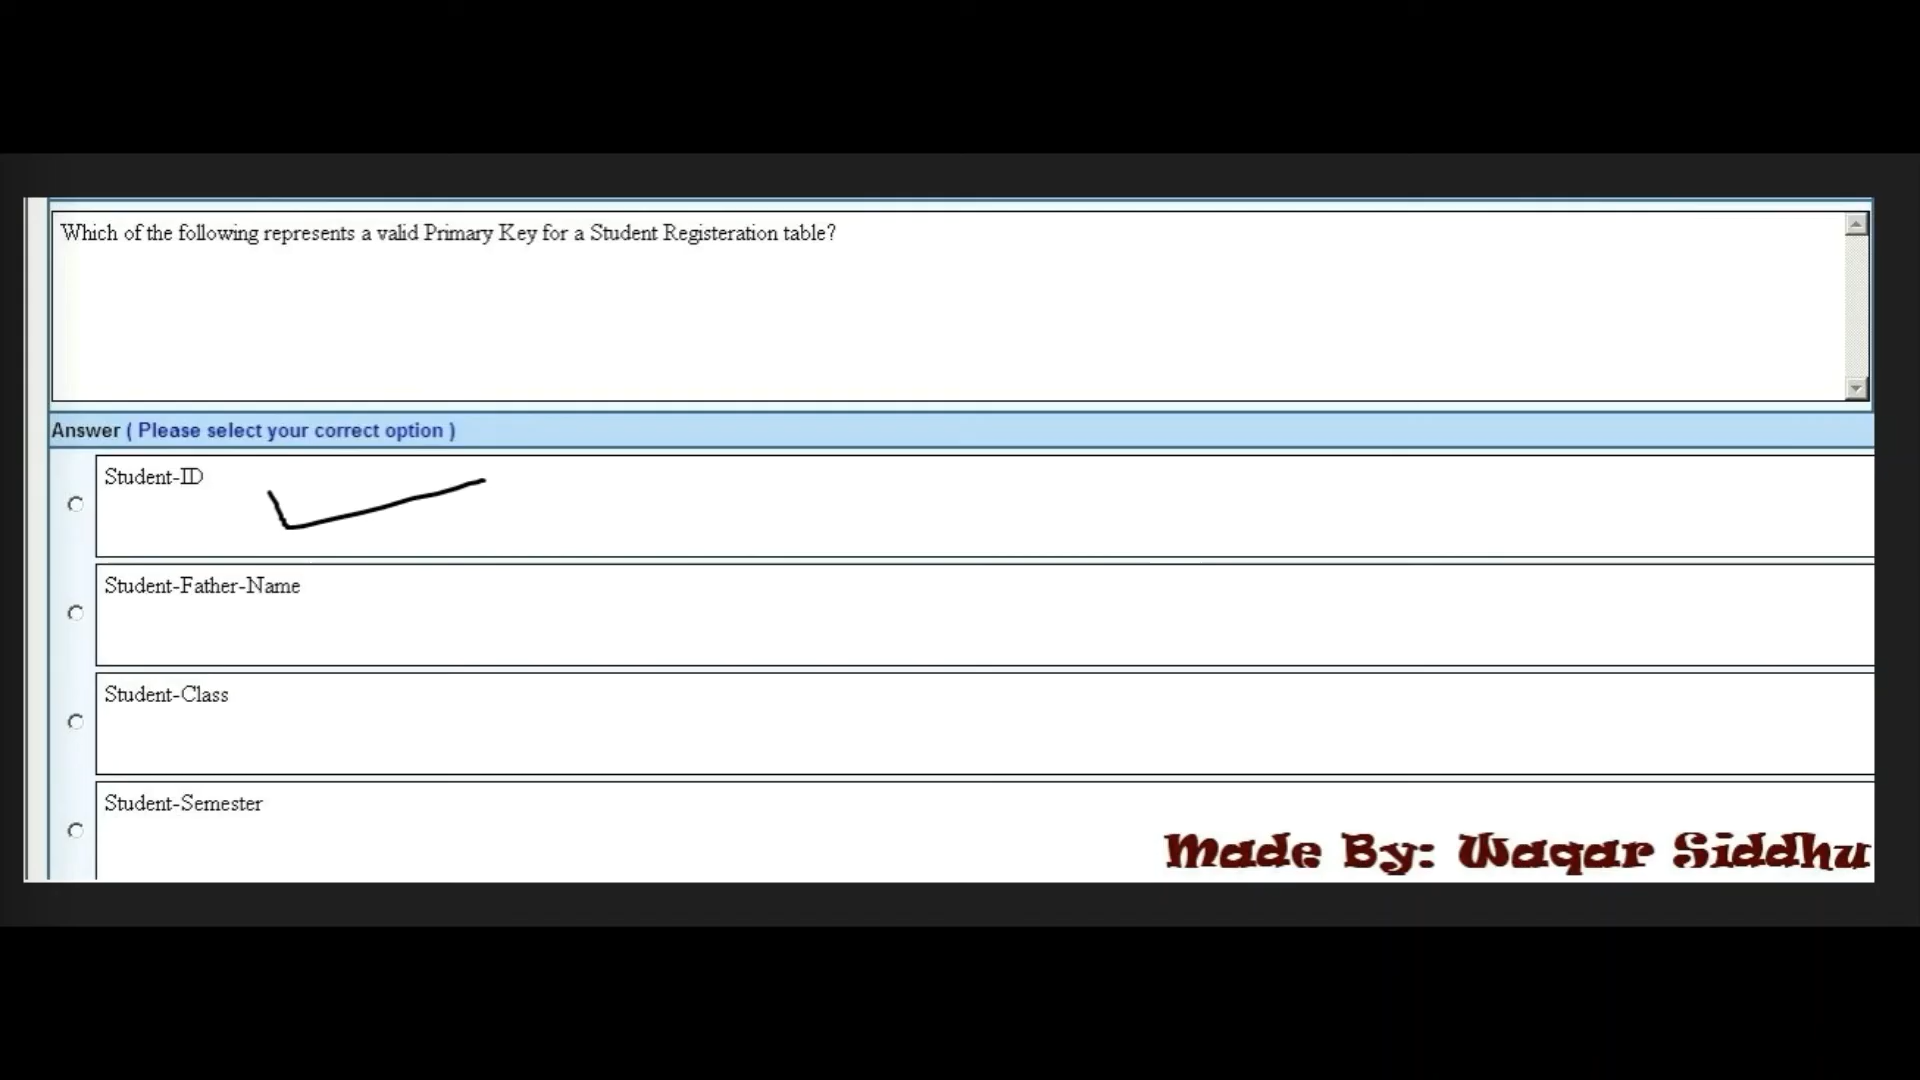 Which of the following represents a valid Primary Key for a Student Registeration table?
Answer ( Please select your correct option )
Student-ID
Student-Father-Name
Student-Class
Student-Semester
Made By: Waqar Siddhu